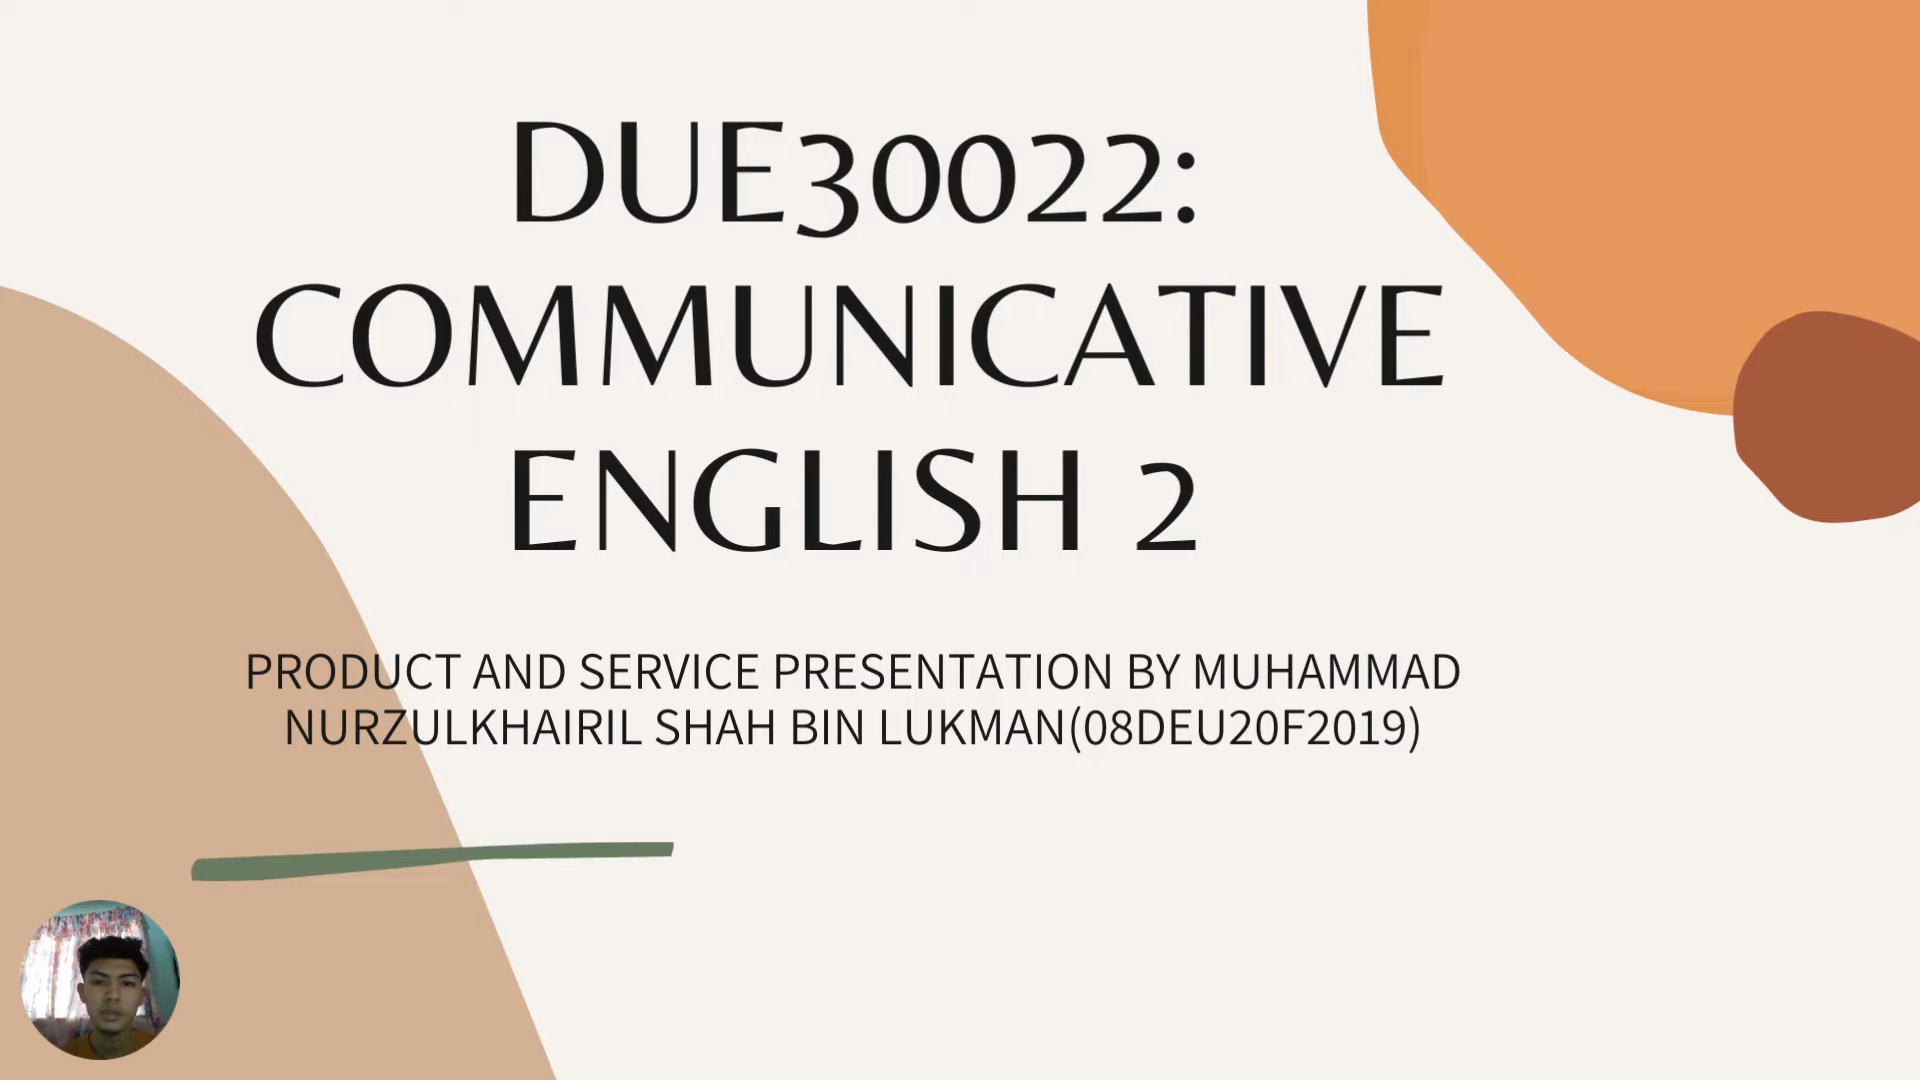 DUE30022:
COMMUNICATIVE
ENGLISH 2
PRODUCT AND SERVICE PRESENTATION BY MUHAMMAD
NURZULKHAIRIL SHAH BIN LUKMAN(08DEU20F2019)